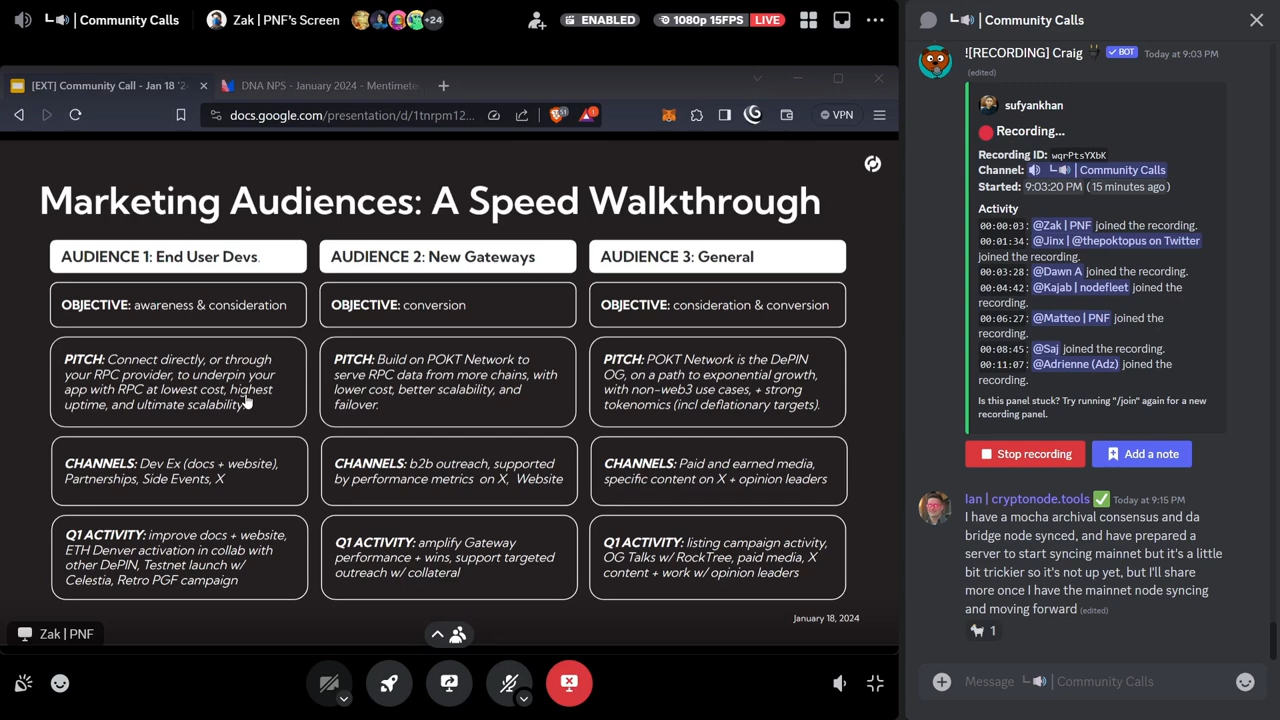 Community Calls
Zak | PNF's Screen
+24
ENABLED
1080p 15FPS
LIVE
[EXT] Community Call - Jan 18 '2
DNA NPS - January 2024 - Mentimete
docs.google.com/presentation/d/1tnrpm12...
51
1
VPN
Marketing Audiences: A Speed Walkthrough
AUDIENCE 1: End User Devs.
OBJECTIVE: awareness & consideration
PITCH: Connect directly, or through
your RPC provider, to underpin your
app with RPC at lowest cost, highest
uptime, and ultimate scalability.
CHANNELS: Dev Ex (docs + website),
Partnerships, Side Events, X
Q1 ACTIVITY: improve docs + website,
ETH Denver activation in collab with
other DePIN, Testnet launch w/
Celestia, Retro PGF campaign
AUDIENCE 2: New Gateways
OBJECTIVE: conversion
PITCH: Build on POKT Network to
serve RPC data from more chains, with
lower cost, better scalability, and
failover.
CHANNELS: b2b outreach, supported
by performance metrics on X, Website
Q1 ACTIVITY: amplify Gateway
performance + wins, support targeted
outreach w/ collateral
AUDIENCE 3: General
OBJECTIVE: consideration & conversion
PITCH: POKT Network is the DePIN
OG, on a path to exponential growth,
with non-web3 use cases, + strong
tokenomics (incl deflationary targets).
CHANNELS: Paid and earned media,
specific content on X + opinion leaders
Q1 ACTIVITY: listing campaign activity,
OG Talks w/ RockTree, paid media, X
content + work w/ opinion leaders
January 18, 2024
Zak | PNF
Community Calls
![RECORDING] Craig BOT Today at 9:03 PM
(edited)
sufyankhan
Recording...
Recording ID: wqrPtsYXbK
Channel: Community Calls
Started: 9:03:20 PM (15 minutes ago)
Activity
00:00:03: @Zak | PNF joined the recording.
00:01:34: @Jinx | @thepoktopus on Twitter
joined the recording.
00:03:28: @Dawn A joined the recording.
00:04:42: @Kajab | nodefleet joined the
recording.
00:06:27: @Matteo | PNF joined the
recording.
00:08:45: @Saj joined the recording.
00:11:07: @Adrienne (Adz) joined the
recording.
Is this panel stuck? Try running "/join" again for a new
recording panel.
Stop recording
Add a note
Ian | cryptonode.tools Today at 9:15 PM
I have a mocha archival consensus and da
bridge node synced, and have prepared a
server to start syncing mainnet but it's a little
bit trickier so it's not up yet, but I'll share
more once I have the mainnet node syncing
and moving forward (edited)
1
Message Community Calls